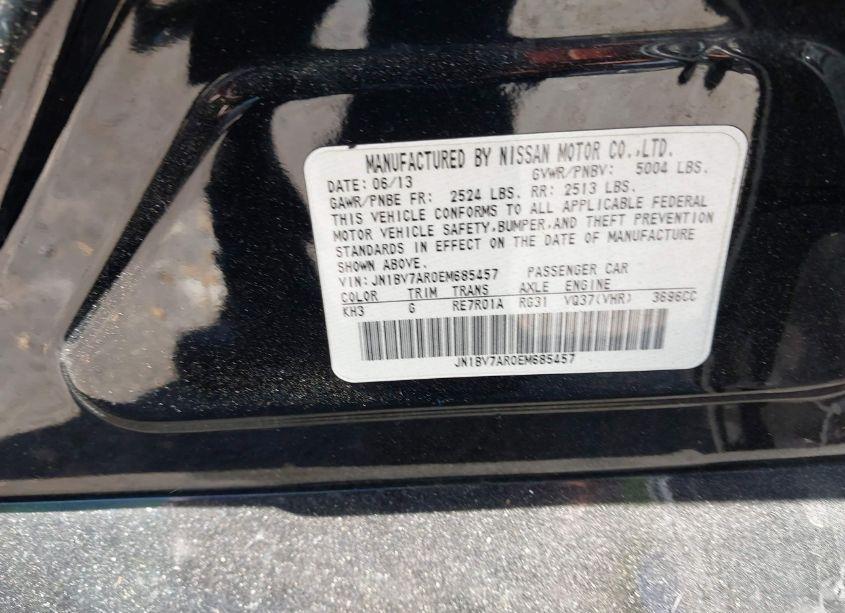 MANUFACTURED BY NISSAN MOTOR CO.,LTD.
DATE: 06/13 GVWR/PNBV: 5004 LBS.
GAWR/PNBE FR: 2524 LBS. RR: 2513 LBS.
THIS VEHICLE CONFORMS TO ALL APPLICABLE FEDERAL
MOTOR VEHICLE SAFETY,BUMPER,AND THEFT PREVENTION
STANDARDS IN EFFECT ON THE DATE OF MANUFACTURE
SHOWN ABOVE.
VIN: JN1BV7AR0EM685457 PASSENGER CAR
COLOR TRIM TRANS AXLE ENGINE
KH3 G RE7R01A RG31 VQ37(VHR) 3696CC
JN1BV7AR0EM685457